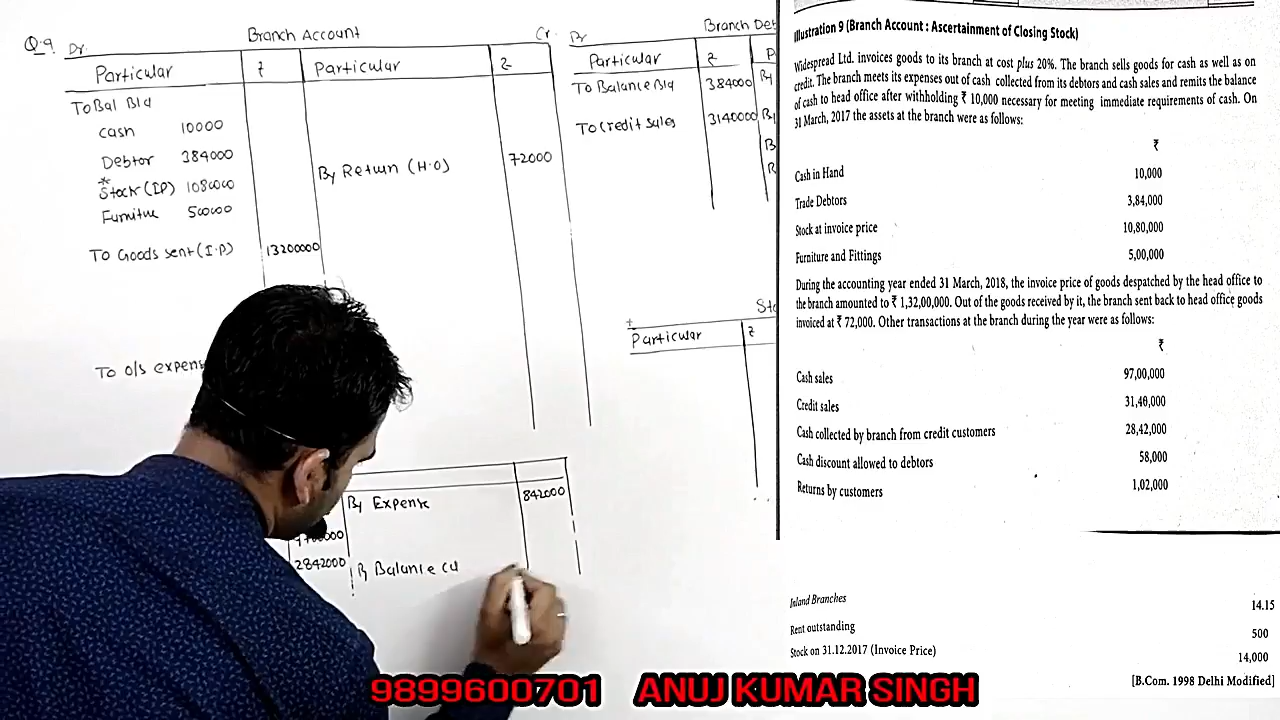 Q.9
Branch Account
Dr. Cr.
Particular ₹ Particular ₹
To Bal B/d
Cash 10000
Debtor 384000
* Stock (IP) 1080000
Furnitue 500000
By Return (H.O) 72000
To Goods sent (I.P) 13200000
To o/s expens
By Expense 842000
2842000 By Balance c/d
Dr Branch Deb
Particular ₹ P
To Balance B/d 384000 By
To Credit sales 3140000 By
B
B
+ Sto
Particular ₹
Illustration 9 (Branch Account : Ascertainment of Closing Stock)
Widespread Ltd. invoices goods to its branch at cost plus 20%. The branch sells goods for cash as well as on
credit. The branch meets its expenses out of cash collected from its debtors and cash sales and remits the balance
of cash to head office after withholding ₹ 10,000 necessary for meeting immediate requirements of cash. On
31 March, 2017 the assets at the branch were as follows:
₹
Cash in Hand 10,000
Trade Debtors 3,84,000
Stock at invoice price 10,80,000
Furniture and Fittings 5,00,000
During the accounting year ended 31 March, 2018, the invoice price of goods despatched by the head office to
the branch amounted to ₹ 1,32,00,000. Out of the goods received by it, the branch sent back to head office goods
invoiced at ₹ 72,000. Other transactions at the branch during the year were as follows:
₹
Cash sales 97,00,000
Credit sales 31,40,000
Cash collected by branch from credit customers 28,42,000
Cash discount allowed to debtors 58,000
Returns by customers 1,02,000
Inland Branches 14.15
Rent outstanding 500
Stock on 31.12.2017 (Invoice Price) 14,000
[B.Com. 1998 Delhi Modified]
9899600701 ANUJ KUMAR SINGH